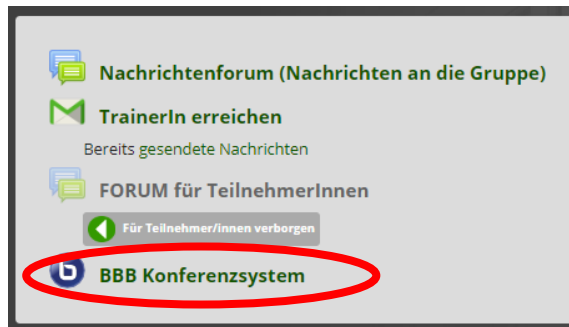 Nachrichtenforum (Nachrichten an die Gruppe)
TrainerIn erreichen
Bereits gesendete Nachrichten
FORUM für TeilnehmerInnen
Für Teilnehmer/innen verborgen
b
BBB Konferenzsystem